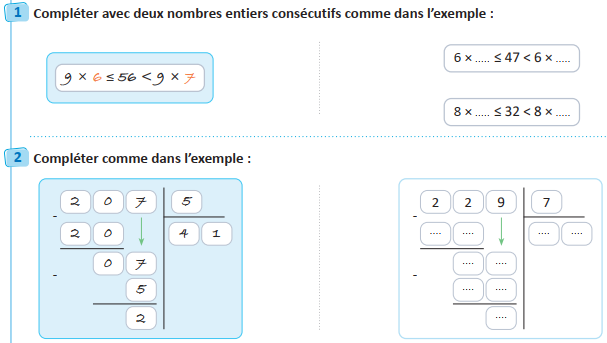 1 Compléter avec deux nombres entiers consécutifs comme dans l'exemple :
9 × 6 ≤ 56 < 9 × 7
6 × ..... ≤ 47 < 6 × .....
8 × ..... ≤ 32 < 8 × .....
2 Compléter comme dans l'exemple :
2 0 7 5
- 2 0 4 1
0 7
- 5
2
2 2 9 7
- .... .... .... ....
.... ....
- .... ....
....